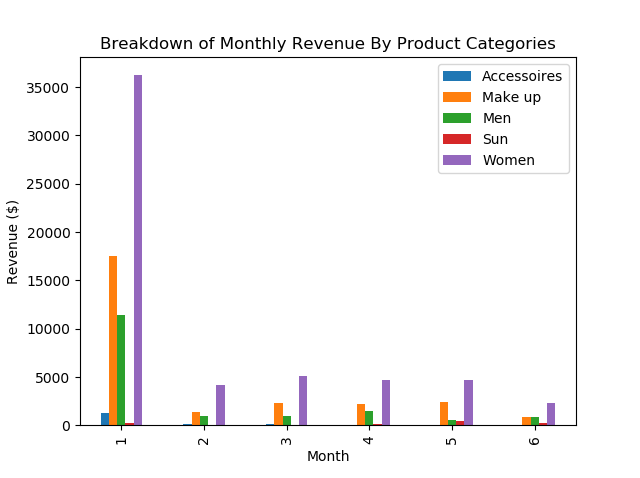 Breakdown of Monthly Revenue By Product Categories
Accessoires
Make up
Men
Sun
Women
35000
30000
25000
20000
15000
10000
5000
0
Revenue ($)
1
2
3
4
5
6
Month